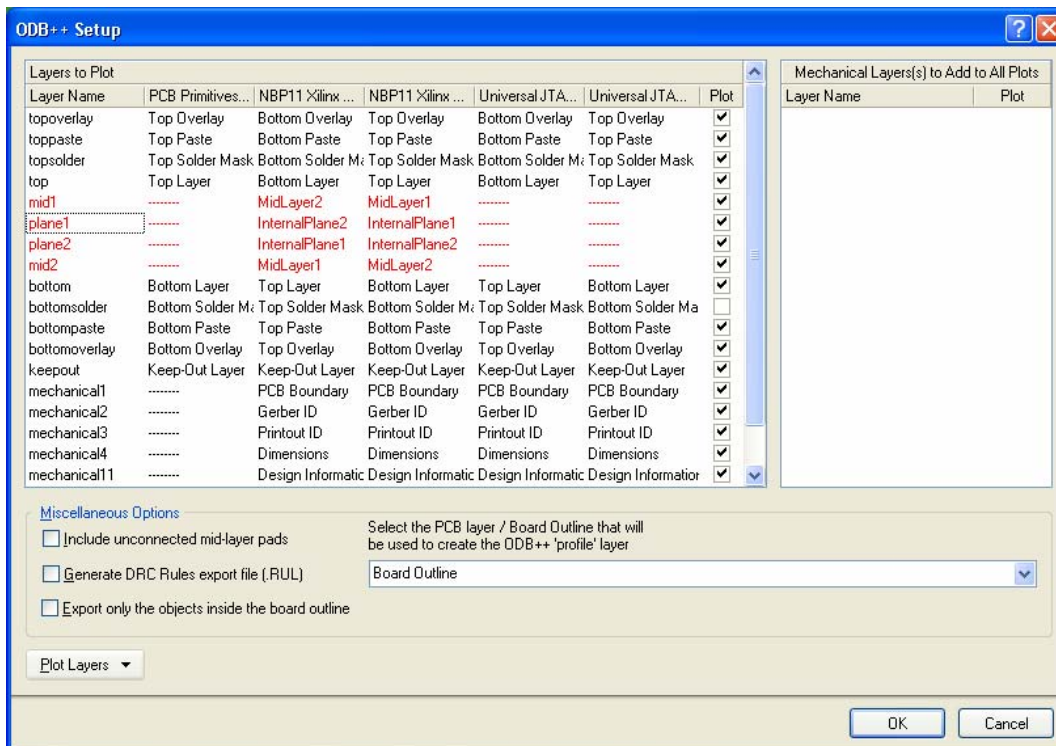 ODB++ Setup
Layers to Plot
Layer Name PCB Primitives... NBP11 Xilinx ... NBP11 Xilinx ... Universal JTA... Universal JTA... Plot
topoverlay Top Overlay Bottom Overlay Top Overlay Bottom Overlay Top Overlay
toppaste Top Paste Bottom Paste Top Paste Bottom Paste Top Paste
topsolder Top Solder Mask Bottom Solder Ma Top Solder Mask Bottom Solder Ma Top Solder Mask
top Top Layer Bottom Layer Top Layer Bottom Layer Top Layer
mid1 -------- MidLayer2 MidLayer1 -------- --------
plane1 -------- InternalPlane2 InternalPlane1 -------- --------
plane2 -------- InternalPlane1 InternalPlane2 -------- --------
mid2 -------- MidLayer1 MidLayer2 -------- --------
bottom Bottom Layer Top Layer Bottom Layer Top Layer Bottom Layer
bottomsolder Bottom Solder Ma Top Solder Mask Bottom Solder Ma Top Solder Mask Bottom Solder Ma
bottompaste Bottom Paste Top Paste Bottom Paste Top Paste Bottom Paste
bottomoverlay Bottom Overlay Top Overlay Bottom Overlay Top Overlay Bottom Overlay
keepout Keep-Out Layer Keep-Out Layer Keep-Out Layer Keep-Out Layer Keep-Out Layer
mechanical1 -------- PCB Boundary PCB Boundary PCB Boundary PCB Boundary
mechanical2 -------- Gerber ID Gerber ID Gerber ID Gerber ID
mechanical3 -------- Printout ID Printout ID Printout ID Printout ID
mechanical4 -------- Dimensions Dimensions Dimensions Dimensions
mechanical11 -------- Design Informatic Design Informatic Design Informatic Design Information
Mechanical Layers(s) to Add to All Plots
Layer Name Plot
Miscellaneous Options
Include unconnected mid-layer pads
Generate DRC Rules export file (.RUL)
Export only the objects inside the board outline
Select the PCB layer / Board Outline that will
be used to create the ODB++ 'profile' layer
Board Outline
Plot Layers
OK Cancel